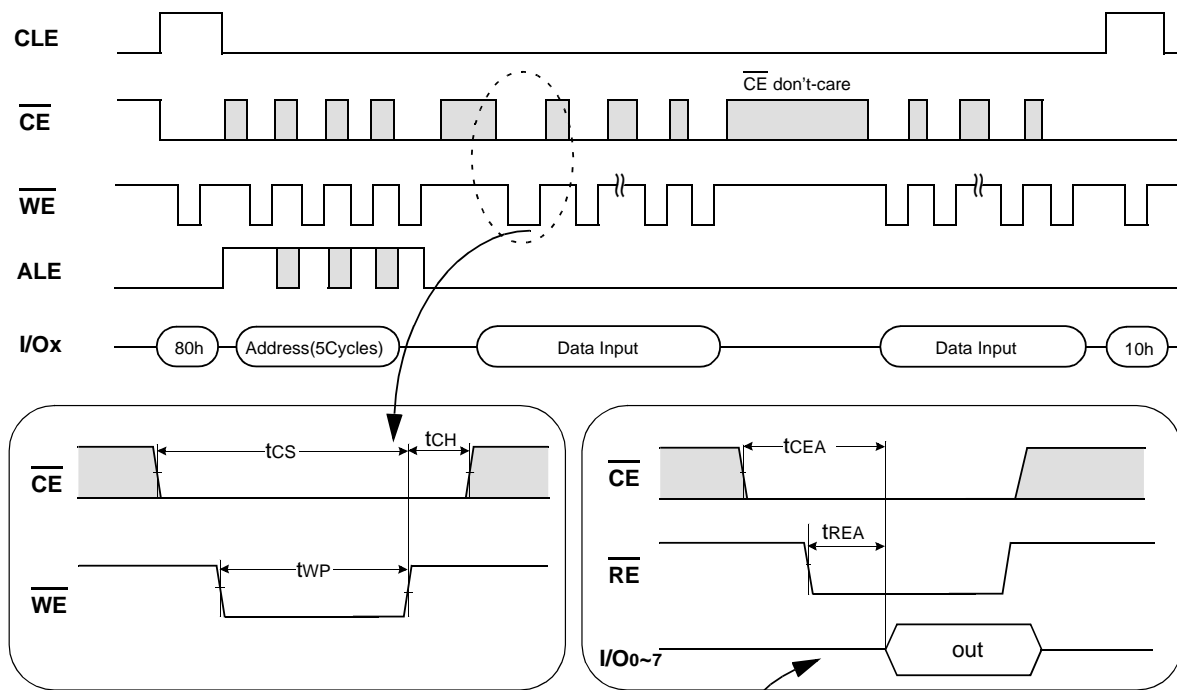 CLE
CE don't-care
CE
WE
ALE
I/Ox
80h
Address(5Cycles)
Data Input
Data Input
10h
tCS
tCH
CE
tWP
WE
tCEA
CE
tREA
RE
I/O0~7
out